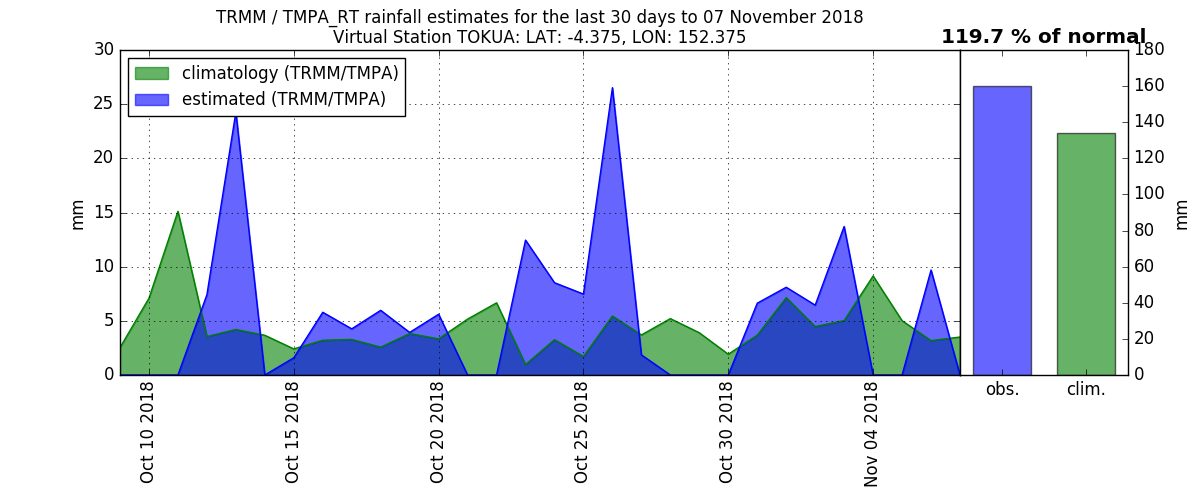 TRMM / TMPA_RT rainfall estimates for the last 30 days to 07 November 2018
Virtual Station TOKUA: LAT: -4.375, LON: 152.375
119.7 % of normal
climatology (TRMM/TMPA)
estimated (TRMM/TMPA)
30
25
20
15
10
5
0
mm
180
160
140
120
100
80
60
40
20
0
mm
Oct 10 2018
Oct 15 2018
Oct 20 2018
Oct 25 2018
Oct 30 2018
Nov 04 2018
obs.
clim.